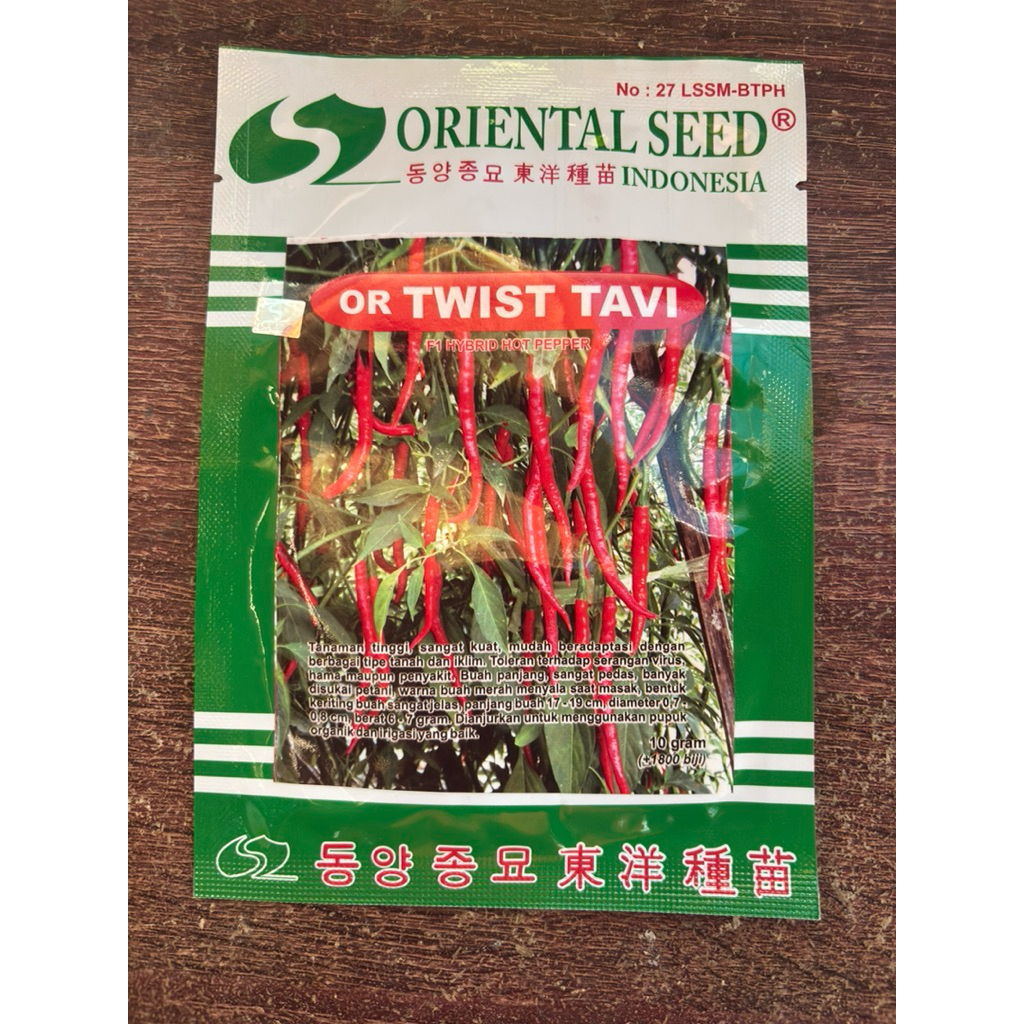 No : 27 LSSM-BTPH
ORIENTAL SEED®
동양종묘 東洋種苗 INDONESIA
OR TWIST TAVI
F1 HYBRID HOT PEPPER
Tanaman tinggi, sangat kuat, mudah beradaptasi dengan
berbagai tipe tanah dan iklim. Toleran terhadap serangan virus,
hama maupun penyakit. Buah panjang, sangat pedas, banyak
disukai petani, warna buah merah menyala saat masak, bentuk
keriting buah sangat jelas, panjang buah 17 - 19 cm, diameter 0,7-
0,8 cm, berat 6 - 7 gram. Dianjurkan untuk menggunakan pupuk
organik dan irigasi yang baik.
10 gram
(±1800 biji)
동양종묘 東洋種苗